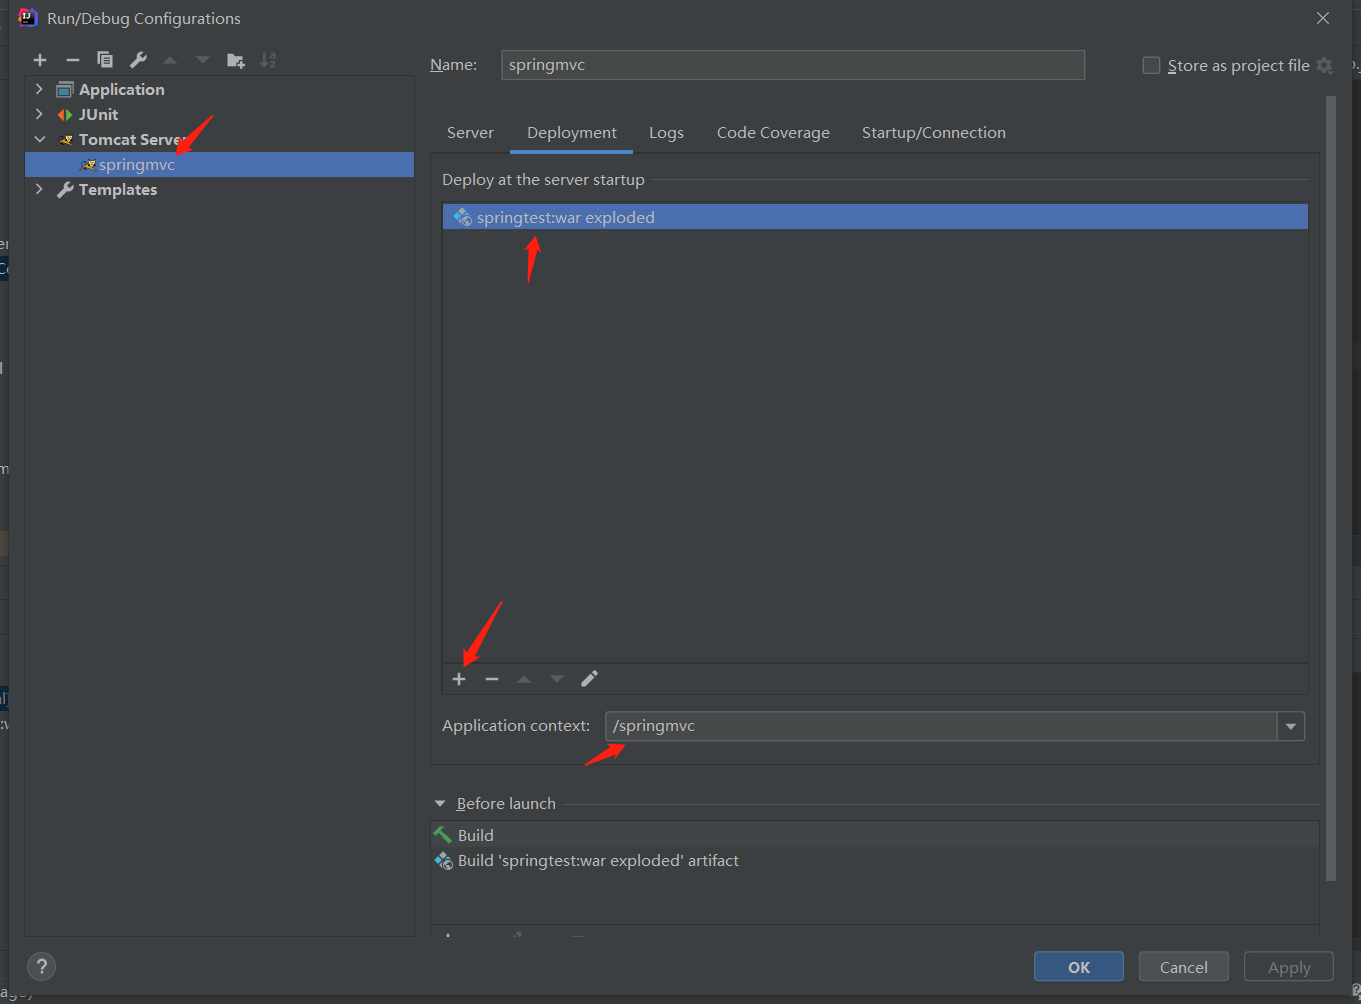 Run/Debug Configurations
Name: springmvc
Store as project file
Application
JUnit
Tomcat Server
springmvc
Templates
Server Deployment Logs Code Coverage Startup/Connection
Deploy at the server startup
springtest:war exploded
Application context: /springmvc
Before launch
Build
Build 'springtest:war exploded' artifact
? OK Cancel Apply